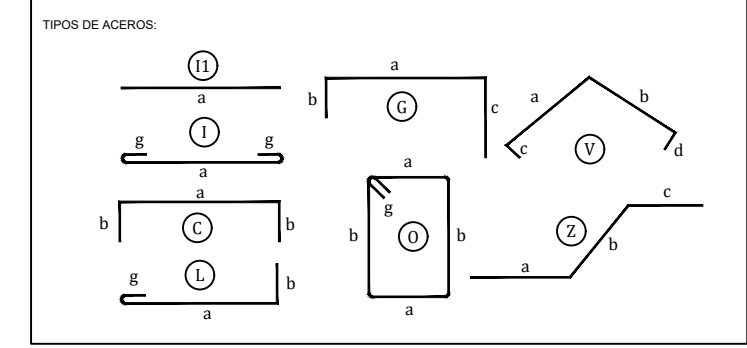 TIPOS DE ACEROS:
I1
a
g I g
a
a
b C b
g L b
a
a
b G c
a
b O b
g
a
a b
c V d
c
Z b
a